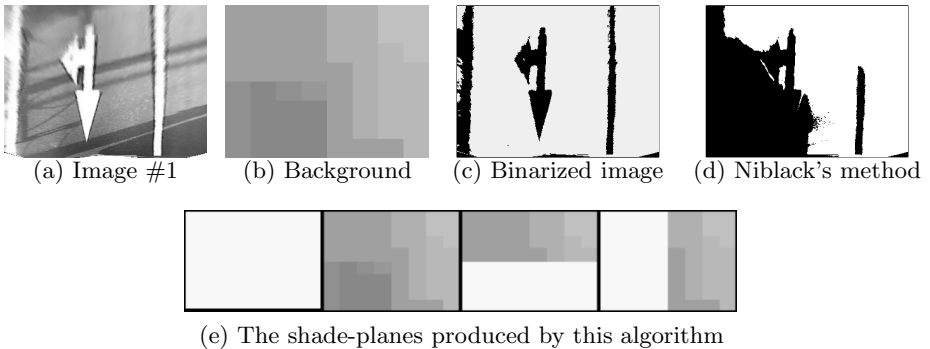 (a) Image #1
(b) Background
(c) Binarized image
(d) Niblack's method
(e) The shade-planes produced by this algorithm